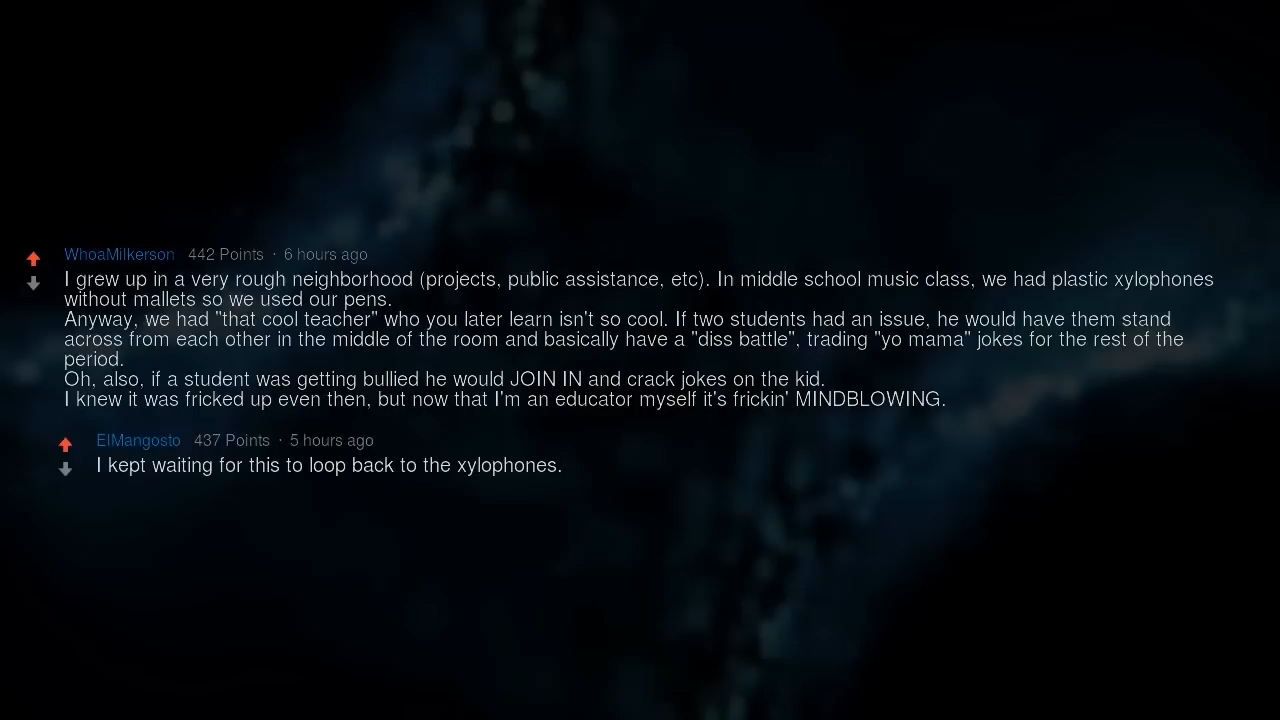 WhoaMilkerson 442 Points · 6 hours ago
I grew up in a very rough neighborhood (projects, public assistance, etc). In middle school music class, we had plastic xylophones
without mallets so we used our pens.
Anyway, we had "that cool teacher" who you later learn isn't so cool. If two students had an issue, he would have them stand
across from each other in the middle of the room and basically have a "diss battle", trading "yo mama" jokes for the rest of the
period.
Oh, also, if a student was getting bullied he would JOIN IN and crack jokes on the kid.
I knew it was fricked up even then, but now that I'm an educator myself it's frickin' MINDBLOWING.
ElMangosto 437 Points · 5 hours ago
I kept waiting for this to loop back to the xylophones.